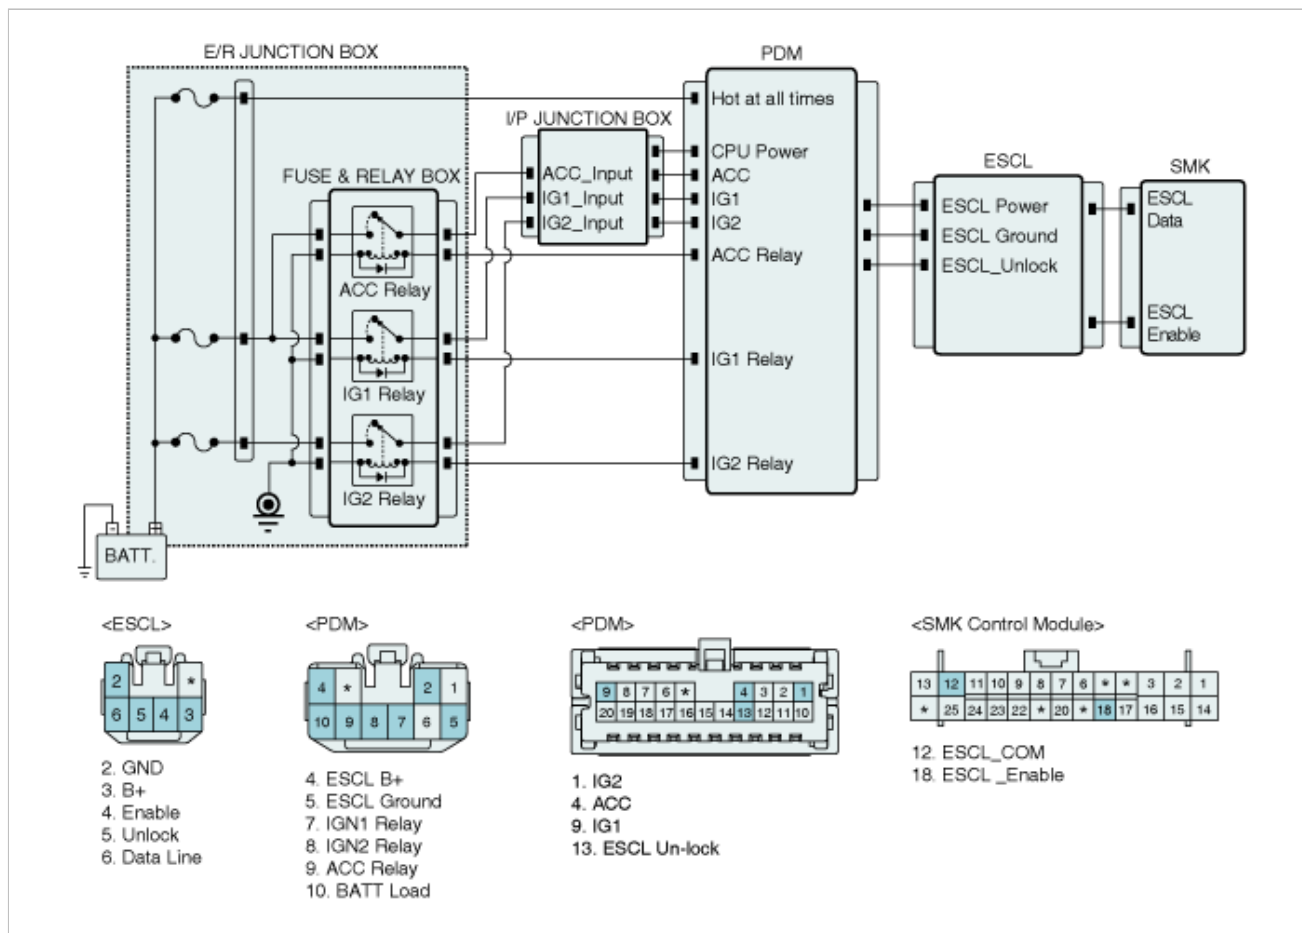 E/R JUNCTION BOX
PDM
Hot at all times
I/P JUNCTION BOX
CPU Power
ESCL
SMK
FUSE & RELAY BOX
ACC_Input
ACC
IG1_Input
IG1
IG2_Input
IG2
ESCL Power
ESCL
Data
ESCL Ground
ACC Relay
ESCL_Unlock
ACC Relay
ESCL
Enable
IG1 Relay
IG1 Relay
IG2 Relay
IG2 Relay
- +
BATT.
<ESCL>
2 *
6 5 4 3
2. GND
3. B+
4. Enable
5. Unlock
6. Data Line
<PDM>
4 * 2 1
10 9 8 7 6 5
4. ESCL B+
5. ESCL Ground
7. IGN1 Relay
8. IGN2 Relay
9. ACC Relay
10. BATT Load
<PDM>
9 8 7 6 * 4 3 2 1
20 19 18 17 16 15 14 13 12 11 10
1. IG2
4. ACC
9. IG1
13. ESCL Un-lock
<SMK Control Module>
13 12 11 10 9 8 7 6 * * 3 2 1
* 25 24 23 22 * 20 * 18 17 16 15 14
12. ESCL_COM
18. ESCL _Enable